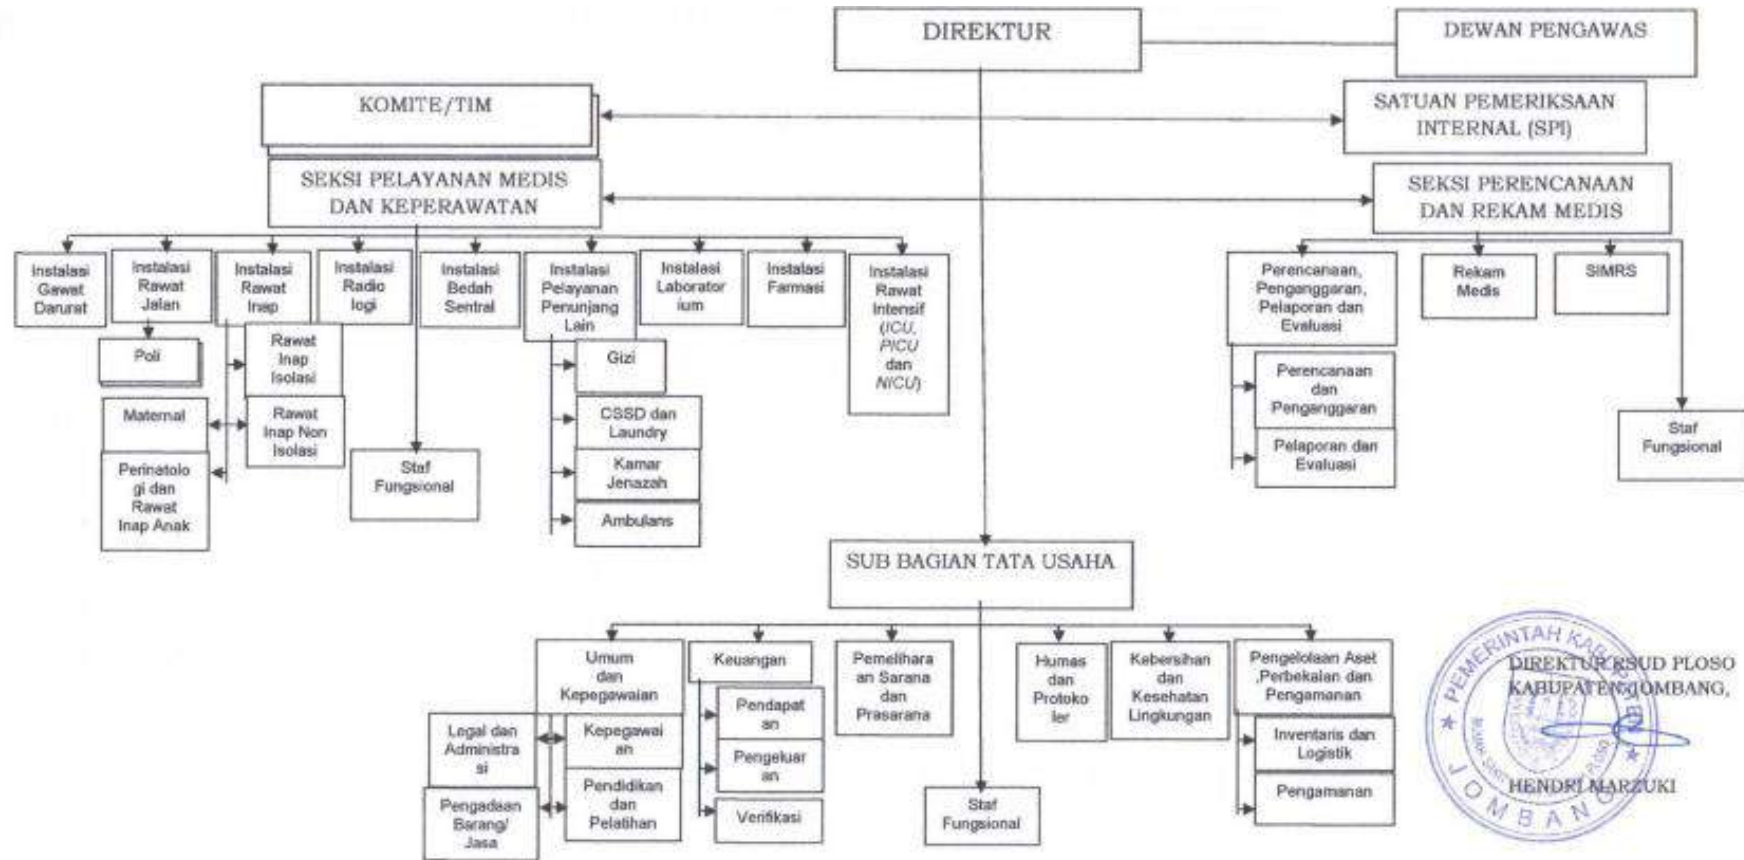 DIREKTUR
DEWAN PENGAWAS
KOMITE/TIM
SATUAN PEMERIKSAAN
INTERNAL (SPI)
SEKSI PELAYANAN MEDIS
DAN KEPERAWATAN
SEKSI PERENCANAAN
DAN REKAM MEDIS
Instalasi
Gawat
Darurat
Instalasi
Rawat
Jalan
Instalasi
Rawat
Inap
Instalasi
Radio
logi
Instalasi
Bedah
Sentral
Instalasi
Pelayanan
Penunjang
Lain
Instalasi
Laborator
ium
Instalasi
Farmasi
Instalasi
Rawat
Intensif
(ICU,
PICU
dan
NICU)
Perencanaan,
Penganggaran,
Pelaporan dan
Evaluasi
Rekam
Medis
SIMRS
Poli
Rawat
Inap
Isolasi
Gizi
Perencanaan
dan
Penganggaran
Maternal
Rawat
Inap Non
Isolasi
CSSD dan
Laundry
Pelaporan dan
Evaluasi
Staf
Fungsional
Perinatolo
gi dan
Rawat
Inap Anak
Staf
Fungsional
Kamar
Jenazah
Ambulans
SUB BAGIAN TATA USAHA
Umum
dan
Kepegawaian
Keuangan
Pemelihara
an Sarana
dan
Prasarana
Humas
dan
Protoko
ler
Kebersihan
dan
Kesehatan
Lingkungan
Pengelolaan Aset
,Perbekalan dan
Pengamanan
Legal dan
Administra
si
Kepegawai
an
Pendapat
an
Inventaris dan
Logistik
Pengadaan
Barang/
Jasa
Pendidikan
dan
Pelatihan
Pengeluar
an
Verifikasi
Staf
Fungsional
Pengamanan
DIREKTUR RSUD PLOSO
KABUPATEN JOMBANG,
HENDRI MARZUKI
PEMERINTAH KABUPATEN
JOMBANG